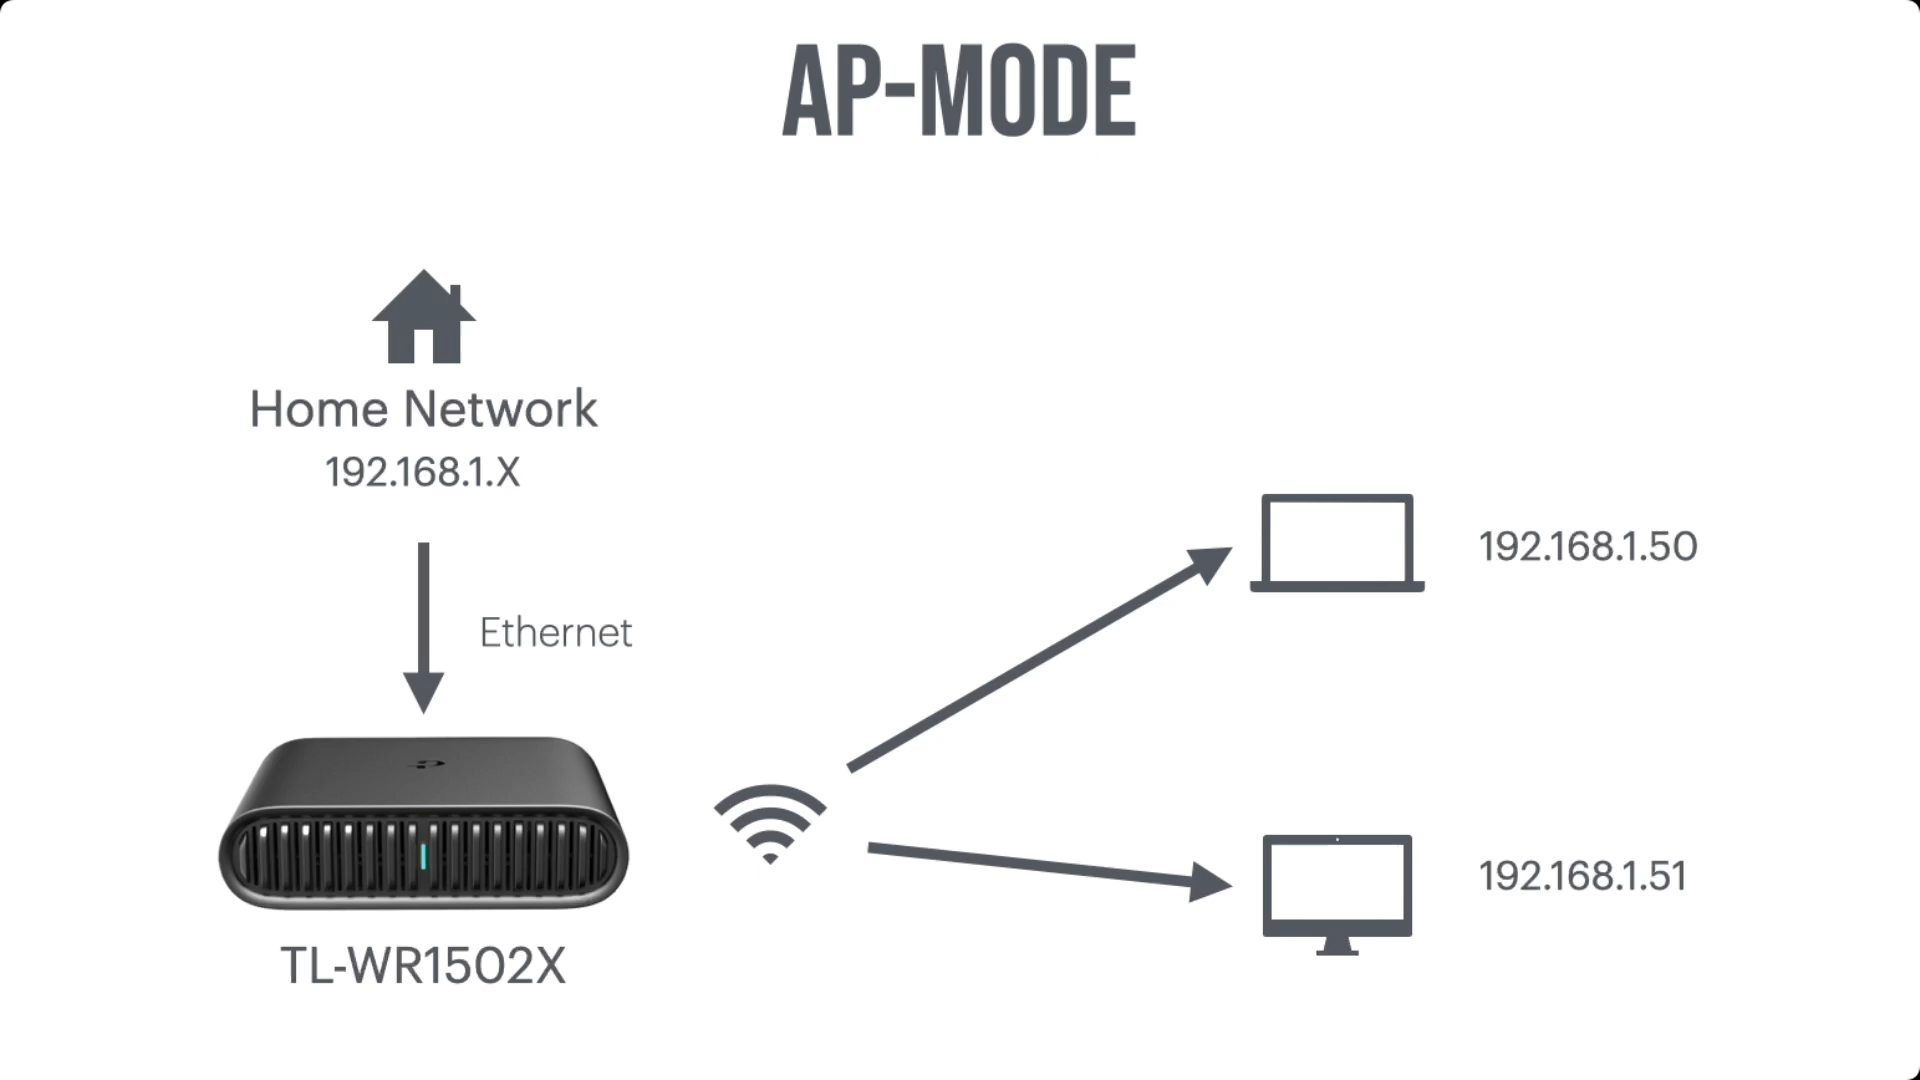 AP-MODE
Home Network
192.168.1.X
Ethernet
TL-WR1502X
192.168.1.50
192.168.1.51